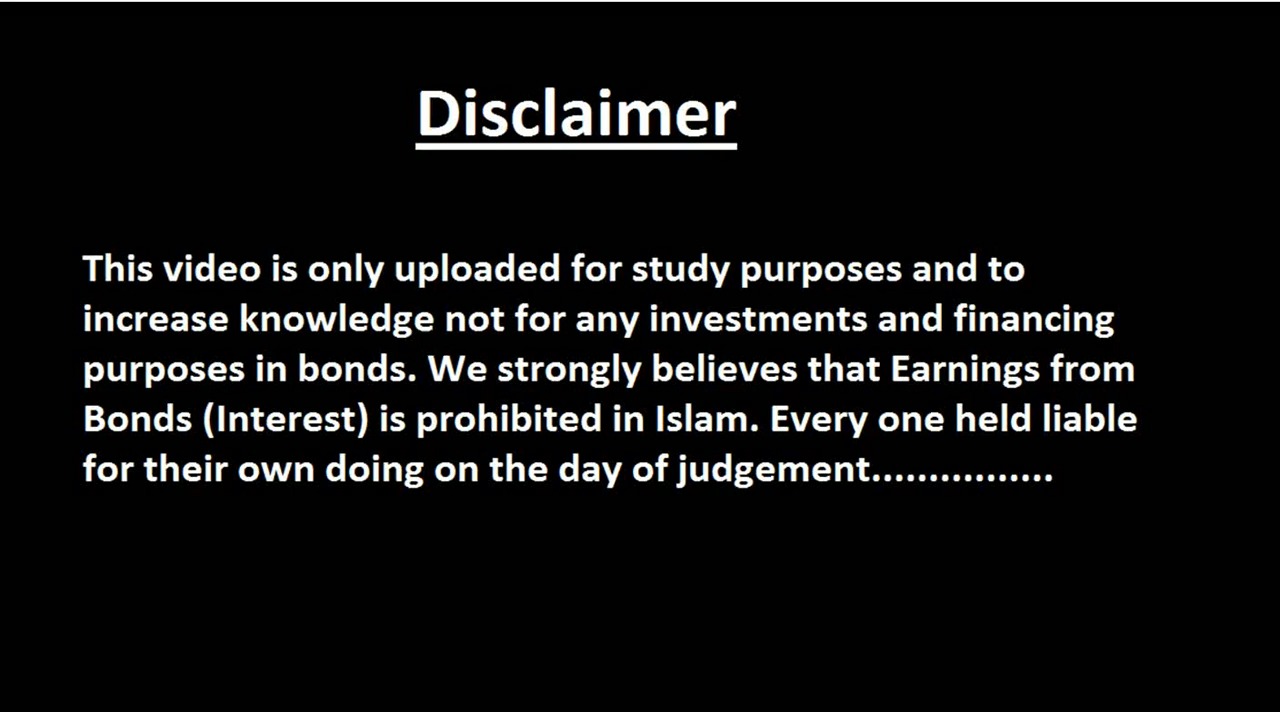 Disclaimer
This video is only uploaded for study purposes and to
increase knowledge not for any investments and financing
purposes in bonds. We strongly believes that Earnings from
Bonds (Interest) is prohibited in Islam. Every one held liable
for their own doing on the day of judgement................